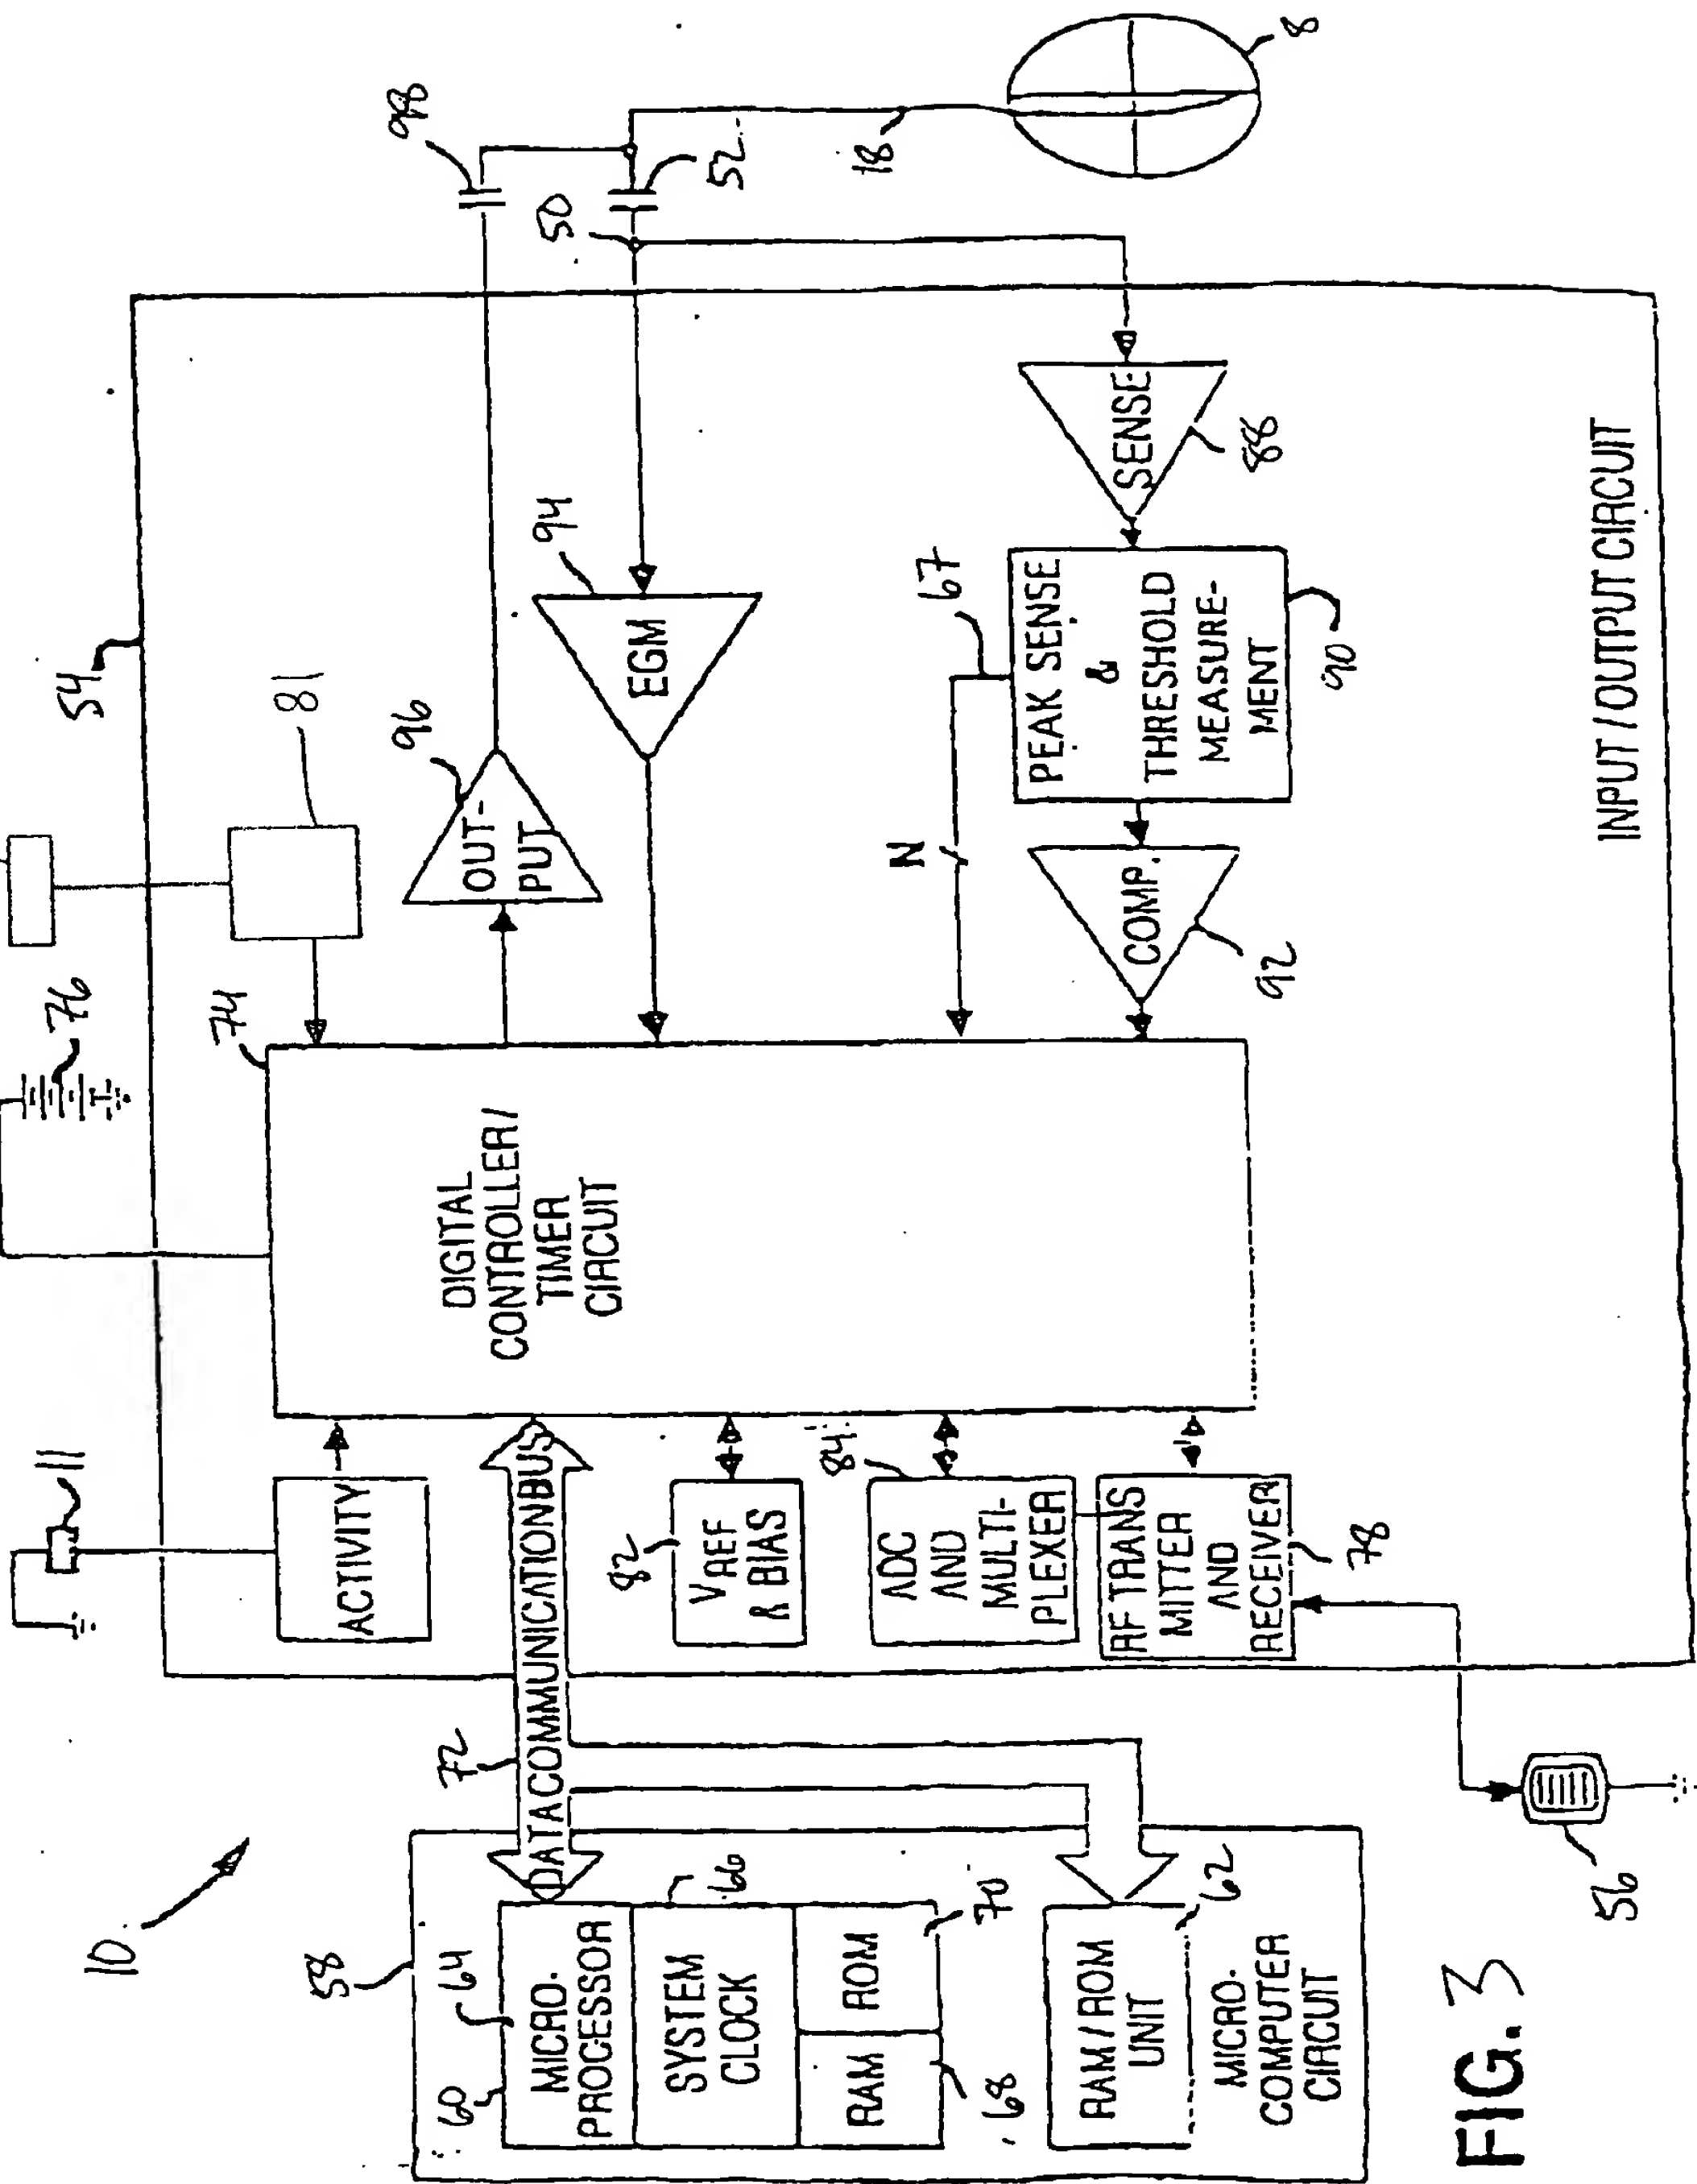 10
58
60
64
MICRO-
PROCESSOR
66
SYSTEM
CLOCK
RAM
ROM
68
70
RAM / ROM
UNIT
62
MICRO-
COMPUTER
CIRCUIT
72
DATA COMMUNICATION BUS
11
ACTIVITY
82
VREF
& BIAS
84
ADC
AND
MULTI-
PLEXER
RF TRANS
MITTER
AND
RECEIVER
78
56
76
74
DIGITAL
CONTROLLER/
TIMER
CIRCUIT
54
81
96
OUT-
PUT
94
EGM
N
67
PEAK SENSE
&
THRESHOLD
MEASURE-
MENT
90
COMP.
92
SENSE
88
98
50
52
18
8
INPUT / OUTPUT CIRCUIT
FIG. 3